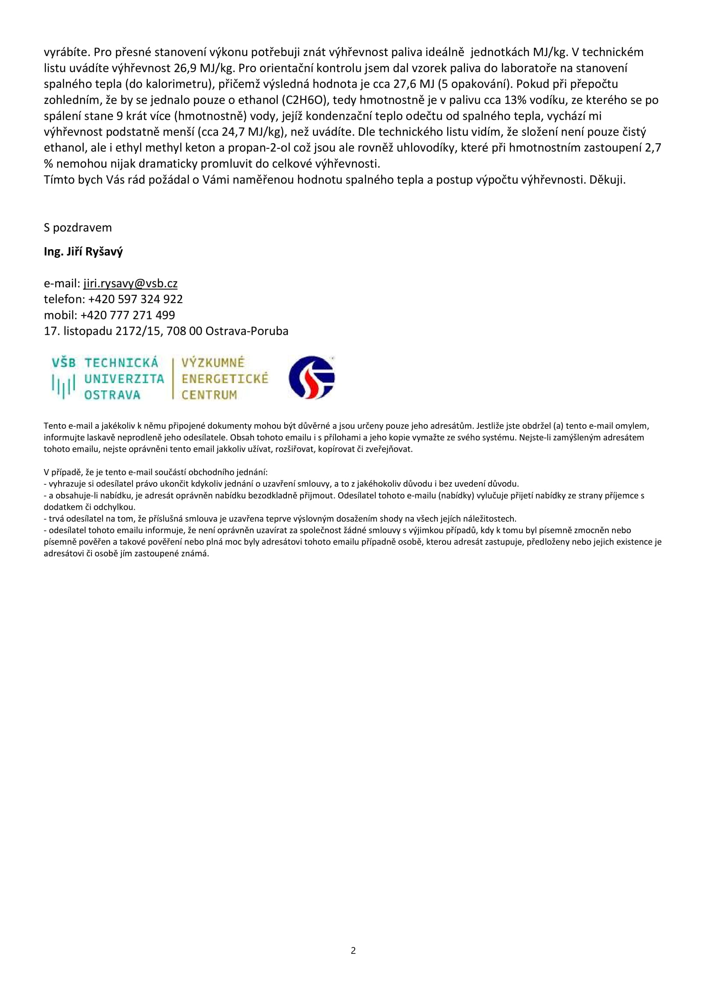 vyrábíte. Pro přesné stanovení výkonu potřebuji znát výhřevnost paliva ideálně  jednotkách MJ/kg. V technickém
listu uvádíte výhřevnost 26,9 MJ/kg. Pro orientační kontrolu jsem dal vzorek paliva do laboratoře na stanovení
spalného tepla (do kalorimetru), přičemž výsledná hodnota je cca 27,6 MJ (5 opakování). Pokud při přepočtu
zohledním, že by se jednalo pouze o ethanol (C2H6O), tedy hmotnostně je v palivu cca 13% vodíku, ze kterého se po
spálení stane 9 krát více (hmotnostně) vody, jejíž kondenzační teplo odečtu od spalného tepla, vychází mi
výhřevnost podstatně menší (cca 24,7 MJ/kg), než uvádíte. Dle technického listu vidím, že složení není pouze čistý
ethanol, ale i ethyl methyl keton a propan-2-ol což jsou ale rovněž uhlovodíky, které při hmotnostním zastoupení 2,7
% nemohou nijak dramaticky promluvit do celkové výhřevnosti.
Tímto bych Vás rád požádal o Vámi naměřenou hodnotu spalného tepla a postup výpočtu výhřevnosti. Děkuji.
S pozdravem
Ing. Jiří Ryšavý
e-mail: jiri.rysavy@vsb.cz
telefon: +420 597 324 922
mobil: +420 777 271 499
17. listopadu 2172/15, 708 00 Ostrava-Poruba
VŠB TECHNICKÁ
UNIVERZITA
OSTRAVA
VÝZKUMNÉ
ENERGETICKÉ
CENTRUM
Tento e-mail a jakékoliv k němu připojené dokumenty mohou být důvěrné a jsou určeny pouze jeho adresátům. Jestliže jste obdržel (a) tento e-mail omylem,
informujte laskavě neprodleně jeho odesílatele. Obsah tohoto emailu i s přílohami a jeho kopie vymažte ze svého systému. Nejste-li zamýšleným adresátem
tohoto emailu, nejste oprávněni tento email jakkoliv užívat, rozšiřovat, kopírovat či zveřejňovat.
V případě, že je tento e-mail součástí obchodního jednání:
- vyhrazuje si odesílatel právo ukončit kdykoliv jednání o uzavření smlouvy, a to z jakéhokoliv důvodu i bez uvedení důvodu.
- a obsahuje-li nabídku, je adresát oprávněn nabídku bezodkladně přijmout. Odesílatel tohoto e-mailu (nabídky) vylučuje přijetí nabídky ze strany příjemce s
dodatkem či odchylkou.
- trvá odesílatel na tom, že příslušná smlouva je uzavřena teprve výslovným dosažením shody na všech jejích náležitostech.
- odesílatel tohoto emailu informuje, že není oprávněn uzavírat za společnost žádné smlouvy s výjimkou případů, kdy k tomu byl písemně zmocněn nebo
písemně pověřen a takové pověření nebo plná moc byly adresátovi tohoto emailu případně osobě, kterou adresát zastupuje, předloženy nebo jejich existence je
adresátovi či osobě jím zastoupené známá.
2